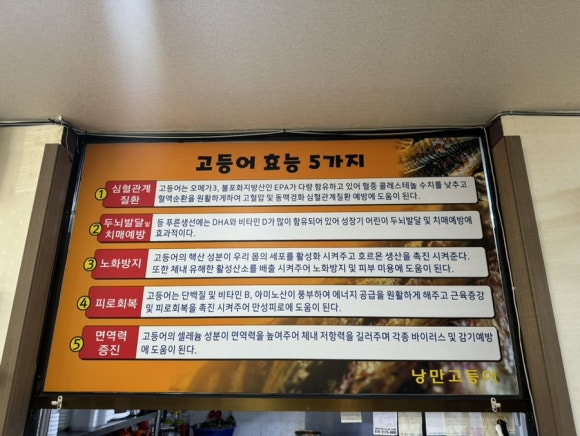 고등어 효능 5가지
① 심혈관계 질환
고등어는 오메가3, 불포화지방산인 EPA가 다량 함유하고 있어 혈중 콜레스테놀 수치를 낮추고
혈액순환을 원활하게하여 고혈압 및 동맥경화 심혈관계질환 예방에 도움이 된다.
② 두뇌발달 및 치매예방
등 푸른생선에는 DHA와 비타민 D가 많이 함유되어 있어 성장기 어린이 두뇌발달 및 치매예방에
효과적이다.
③ 노화방지
고등어의 핵산 성분이 우리 몸의 세포를 활성화 시켜주고 호르몬 생산을 촉진 시켜준다.
또한 체내 유해한 활성산소를 배출 시켜주어 노화방지 및 피부 미용에 도움이 된다.
④ 피로회복
고등어는 단백질 및 비타민 B, 아미노산이 풍부하여 에너지 공급을 원활하게 해주고 근육증강
및 피로회복을 촉진 시켜주어 만성피로에 도움이 된다.
⑤ 면역력 증진
고등어의 셀레늄 성분이 면역력을 높여주어 체내 저항력을 길러주며 각종 바이러스 및 감기예방
에 도움이 된다.
낭만고등어